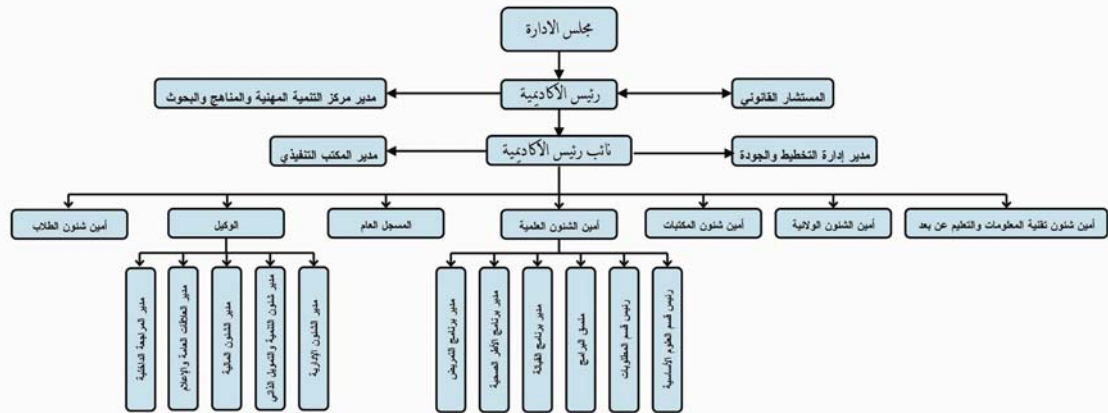 مجلس الادارة
المستشار القانوني
رئيس الأكاديمية
مدير مركز التنمية المهنية والمناهج والبحوث
مدير إدارة التخطيط والجودة
نائب رئيس الأكاديمية
مدير المكتب التنفيذي
أمين شئون تقنية المعلومات والتعليم عن بعد
أمين الشئون الولائية
أمين شئون المكتبات
أمين الشئون العلمية
المسجل العام
الوكيل
أمين شئون الطلاب
رئيس قسم العلوم الأساسية
رئيس قسم المطلوبات
منسق البرامج
مدير برنامج القبالة
مدير برنامج الأطر الصحية
مدير برنامج التمريض
مدير الشئون الإدارية
مدير شئون التنمية والتمويل الذاتي
مدير الشئون المالية
مدير العلاقات العامة والإعلام
مدير المراجعة الداخلية